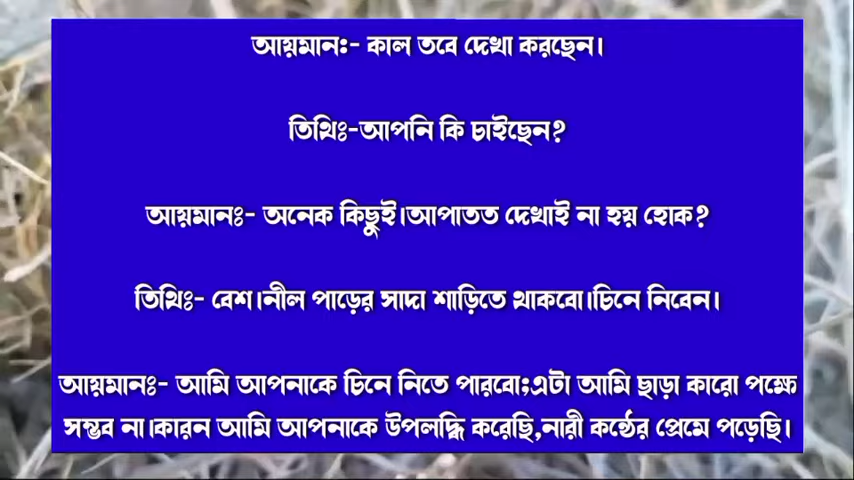 আয়মানঃ- কাল তবে দেখা করছেন।
তিথিঃ-আপনি কি চাইছেন?
আয়মানঃ- অনেক কিছুই।আপাতত দেখাই না হয় হোক?
তিথিঃ- বেশ।নীল পাড়ের সাদা শাড়িতে থাকবো।চিনে নিবেন।
আয়মানঃ- আমি আপনাকে চিনে নিতে পারবো;এটা আমি ছাড়া কারো পক্ষে
সম্ভব না।কারন আমি আপনাকে উপলদ্ধি করেছি,নারী কন্ঠের প্রেমে পড়েছি।